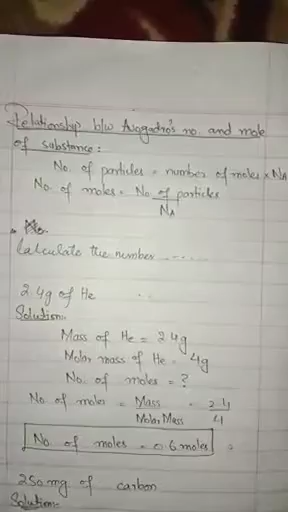 Relationship b/w Avogadro's no. and mole
of substance:
No. of particles = number of moles × NA
No. of moles = No. of particles
NA
Calculate the number .....
2.4g of He
Solution:-
Mass of He = 2.4g
Molar mass of He = 4g
No. of moles = ?
No. of moles = Mass = 2.4
Molar Mass 4
No. of moles = 0.6 moles
250 mg of carbon
Solution:-